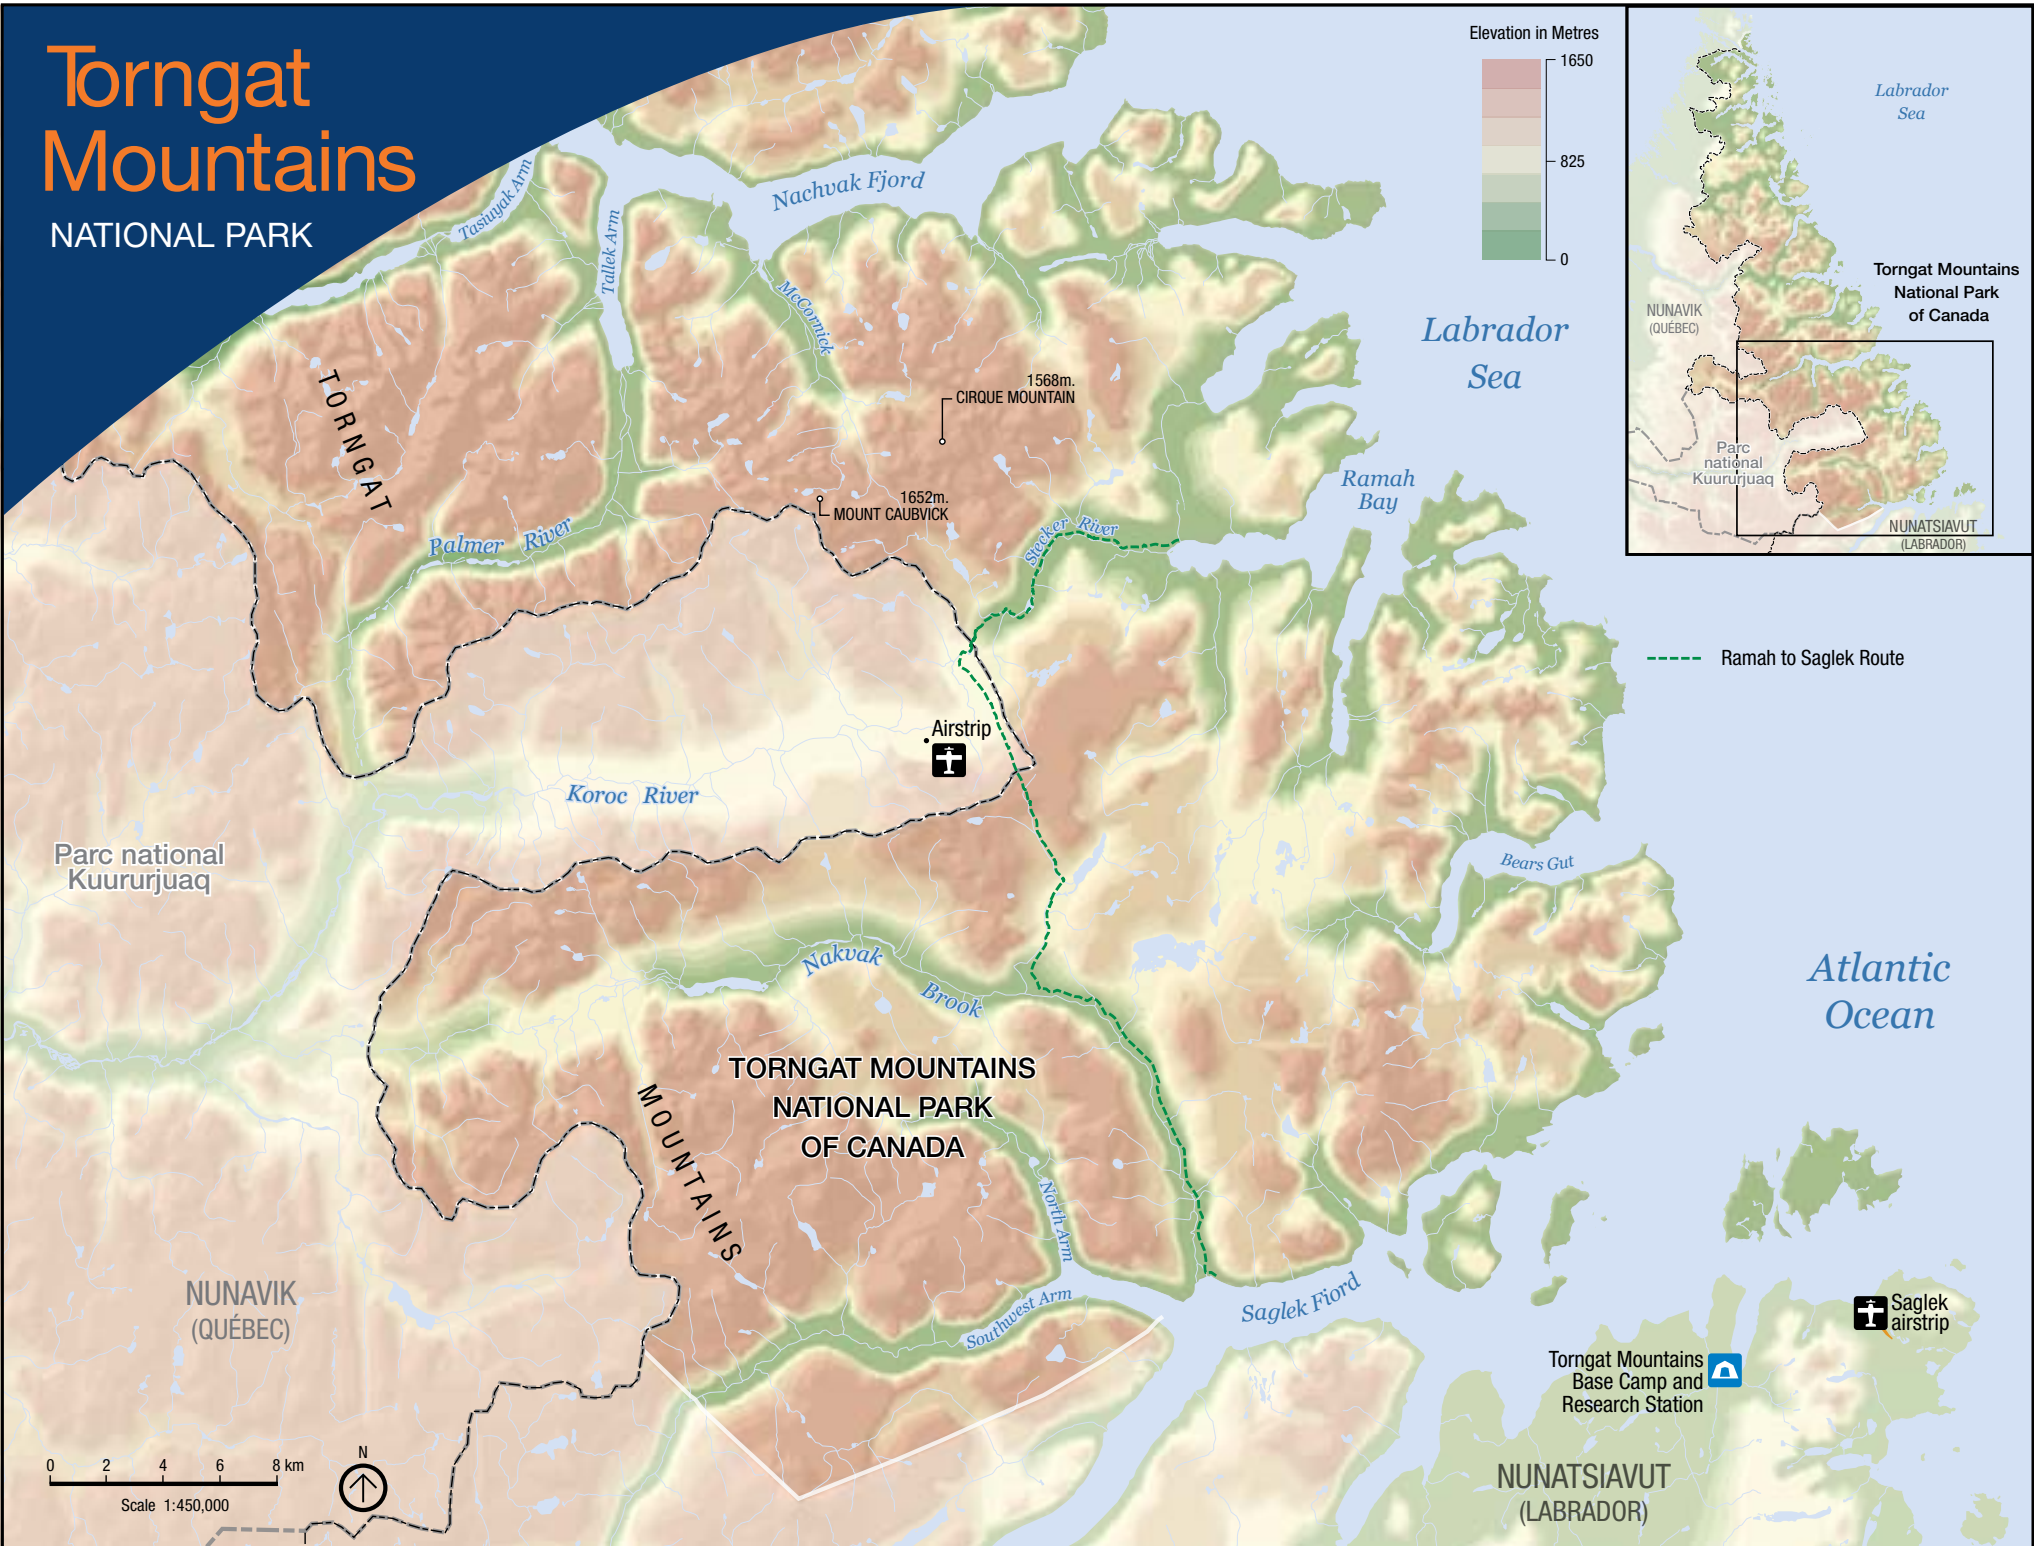 Torngat
Mountains
NATIONAL PARK
Elevation in Metres
1650
825
0
Labrador
Sea
Torngat Mountains
National Park
of Canada
NUNAVIK
(QUÉBEC)
Parc
national
Kuururjuaq
NUNATSIAVUT
(LABRADOR)
Tasiuyak Arm
Tallek Arm
Nachvak Fjord
McCornick
Labrador
Sea
TORNGAT
1568m.
CIRQUE MOUNTAIN
1652m.
MOUNT CAUBVICK
Ramah
Bay
Palmer River
Stecker River
Ramah to Saglek Route
Airstrip
Koroc River
Parc national
Kuururjuaq
Bears Gut
Nakvak
Brook
Atlantic
Ocean
TORNGAT MOUNTAINS
NATIONAL PARK
OF CANADA
MOUNTAINS
North Arm
Southwest Arm
Saglek Fiord
NUNAVIK
(QUÉBEC)
Saglek
airstrip
Torngat Mountains
Base Camp and
Research Station
NUNATSIAVUT
(LABRADOR)
0 2 4 6 8 km
Scale 1:450,000
N